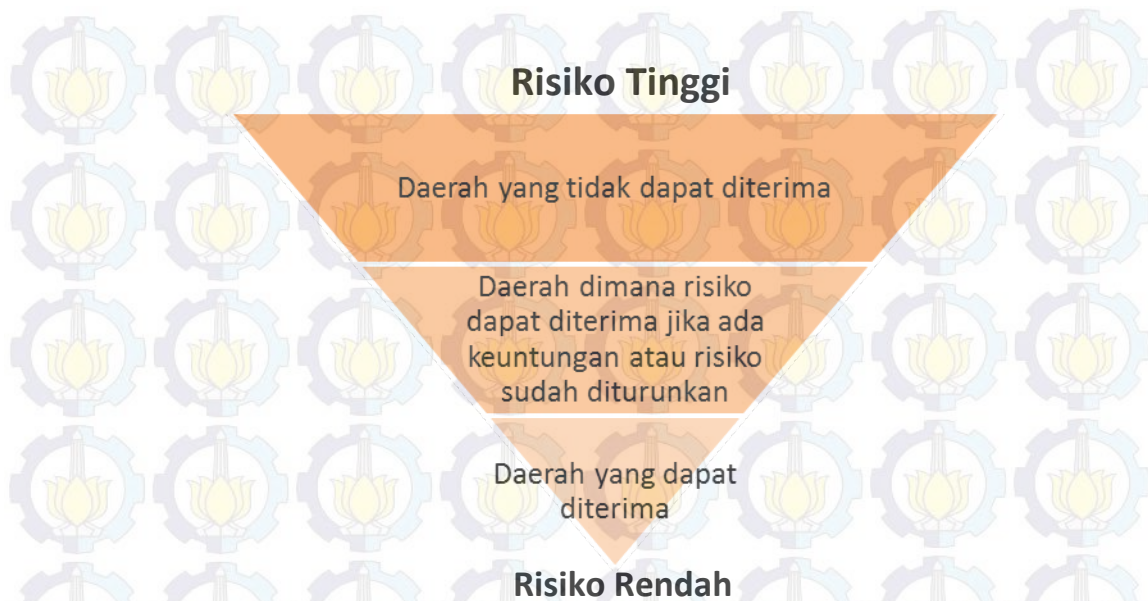 Risiko Tinggi
Daerah yang tidak dapat diterima
Daerah dimana risiko
dapat diterima jika ada
keuntungan atau risiko
sudah diturunkan
Daerah yang dapat
diterima
Risiko Rendah